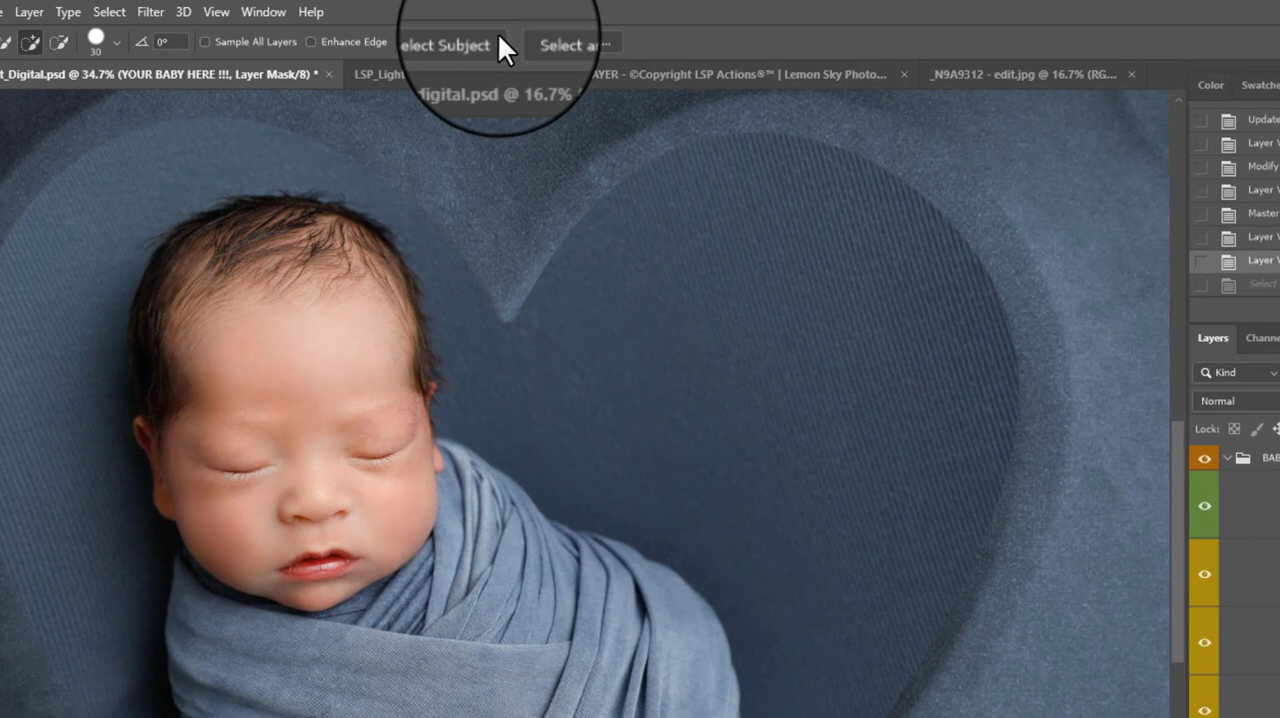 Layer Type Select Filter 3D View Window Help
30 0° Sample All Layers Enhance Edge elect Subject Select a...
t_Digital.psd @ 34.7% (YOUR BABY HERE !!!, Layer Mask/8) * × LSP_Light AYER - ©Copyright LSP Actions®™ | Lemon Sky Photo... × _N9A9312 - edit.jpg @ 16.7% (RG... ×
digital.psd @ 16.7%
Color Swatche
Update
Layer V
Modify
Layer V
Master
Layer V
Layer V
Select
Layers Channe
Kind
Normal
Lock:
BAB